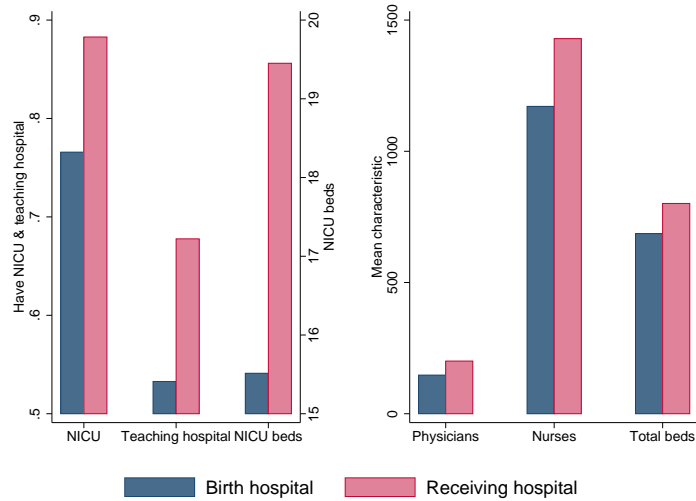 Have NICU & teaching hospital
.5
.6
.7
.8
.9
NICU beds
15
16
17
18
19
20
NICU
Teaching hospital
NICU beds
Mean characteristic
0
500
1000
1500
Physicians
Nurses
Total beds
Birth hospital
Receiving hospital